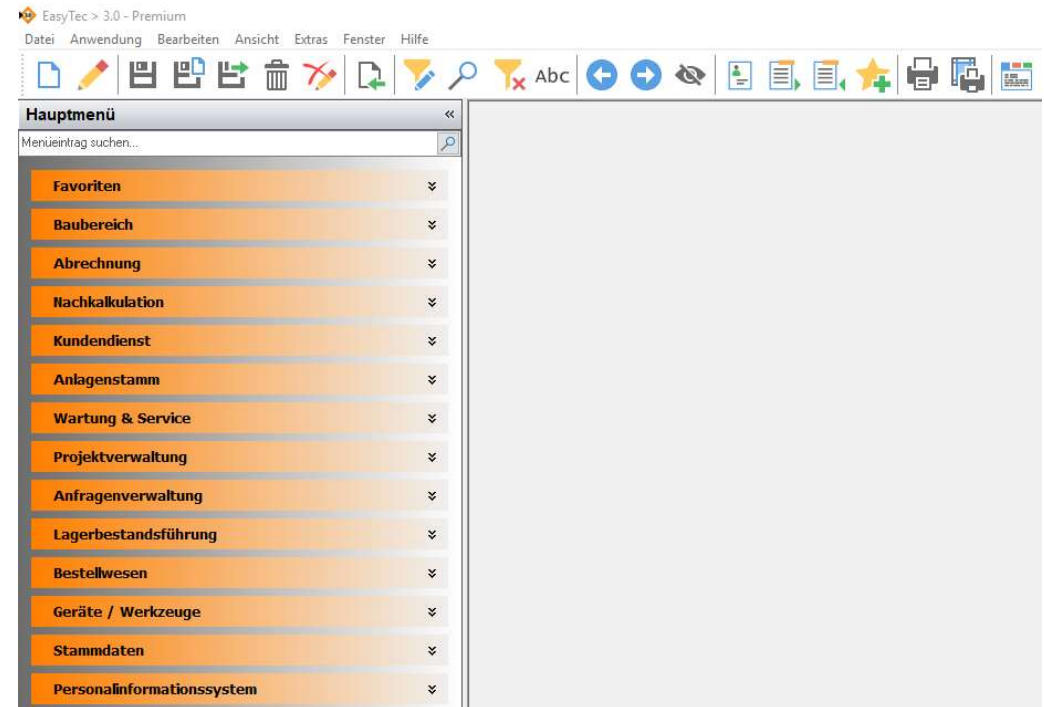 EasyTec > 3.0 - Premium
Datei Anwendung Bearbeiten Ansicht Extras Fenster Hilfe
Abc
Hauptmenü «
Menüeintrag suchen...
Favoriten
Baubereich
Abrechnung
Nachkalkulation
Kundendienst
Anlagenstamm
Wartung & Service
Projektverwaltung
Anfragenverwaltung
Lagerbestandsführung
Bestellwesen
Geräte / Werkzeuge
Stammdaten
Personalinformationssystem